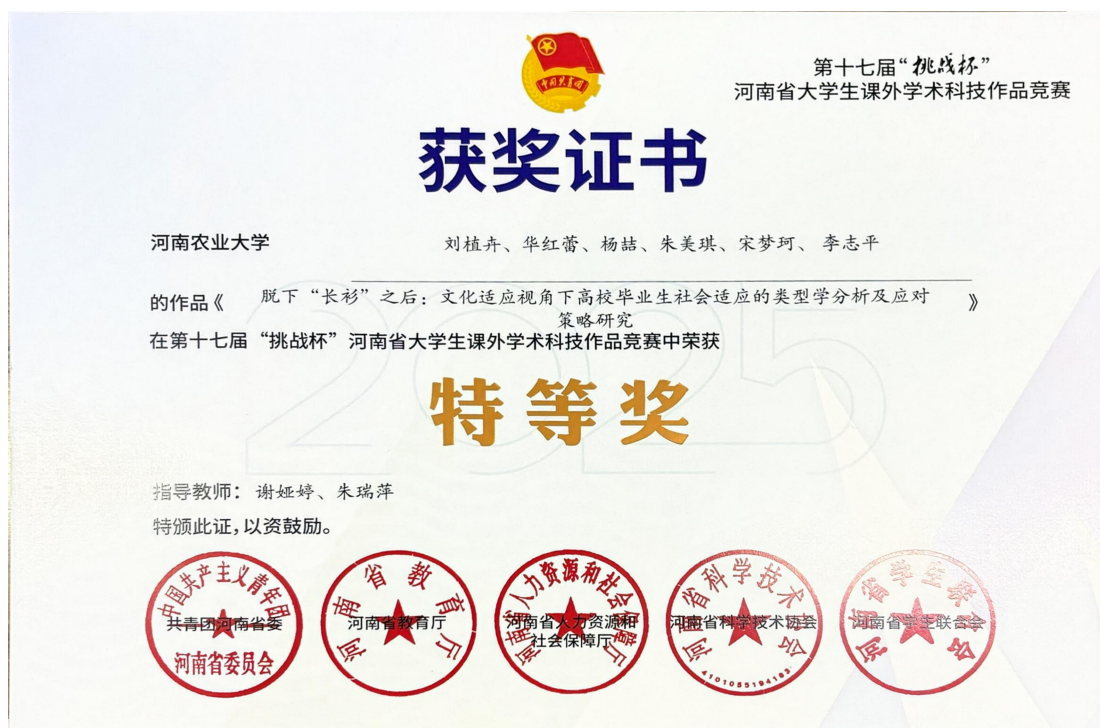 中国共青团
第十七届“挑战杯”
河南省大学生课外学术科技作品竞赛
获奖证书
河南农业大学 刘植卉、华红蕾、杨喆、朱美琪、宋梦珂、李志平
的作品《 脱下“长衫”之后：文化适应视角下高校毕业生社会适应的类型学分析及应对 》
策略研究
在第十七届“挑战杯”河南省大学生课外学术科技作品竞赛中荣获
特等奖
2025
指导教师：谢娅婷、朱瑞萍
特颁此证，以资鼓励。
中国共产主义青年团
河南省委员会
共青团河南省委
河南省教育厅
河南省教育厅
河南省人力资源和社会保障厅
河南省人力资源和
社会保障厅
河南省科学技术协会
河南省科学技术协会
4101055194163
河南省学生联合会
河南省学生联合会